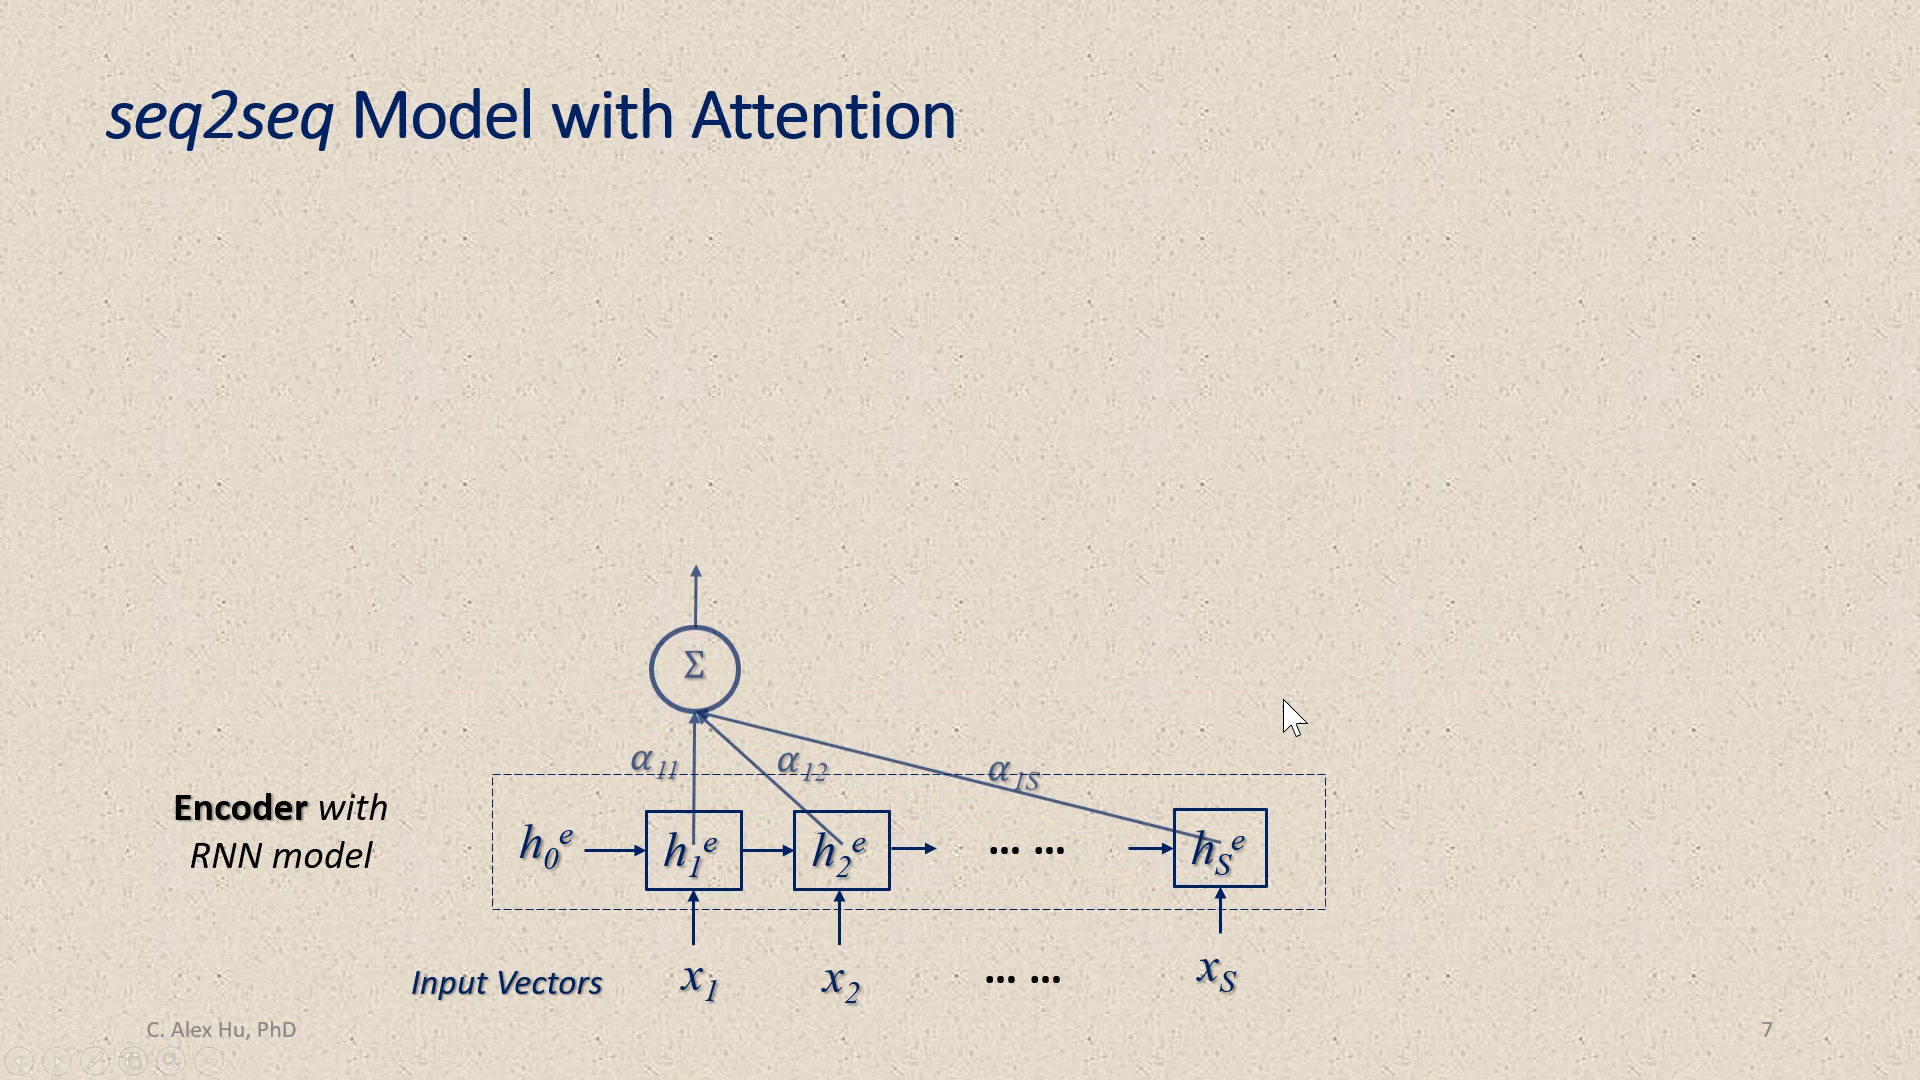 seq2seq Model with Attention
Σ
α11 α12 α1S
Encoder with
RNN model
h0e h1e h2e ... ... hSe
Input Vectors x1 x2 ... ... xS
C. Alex Hu, PhD
7